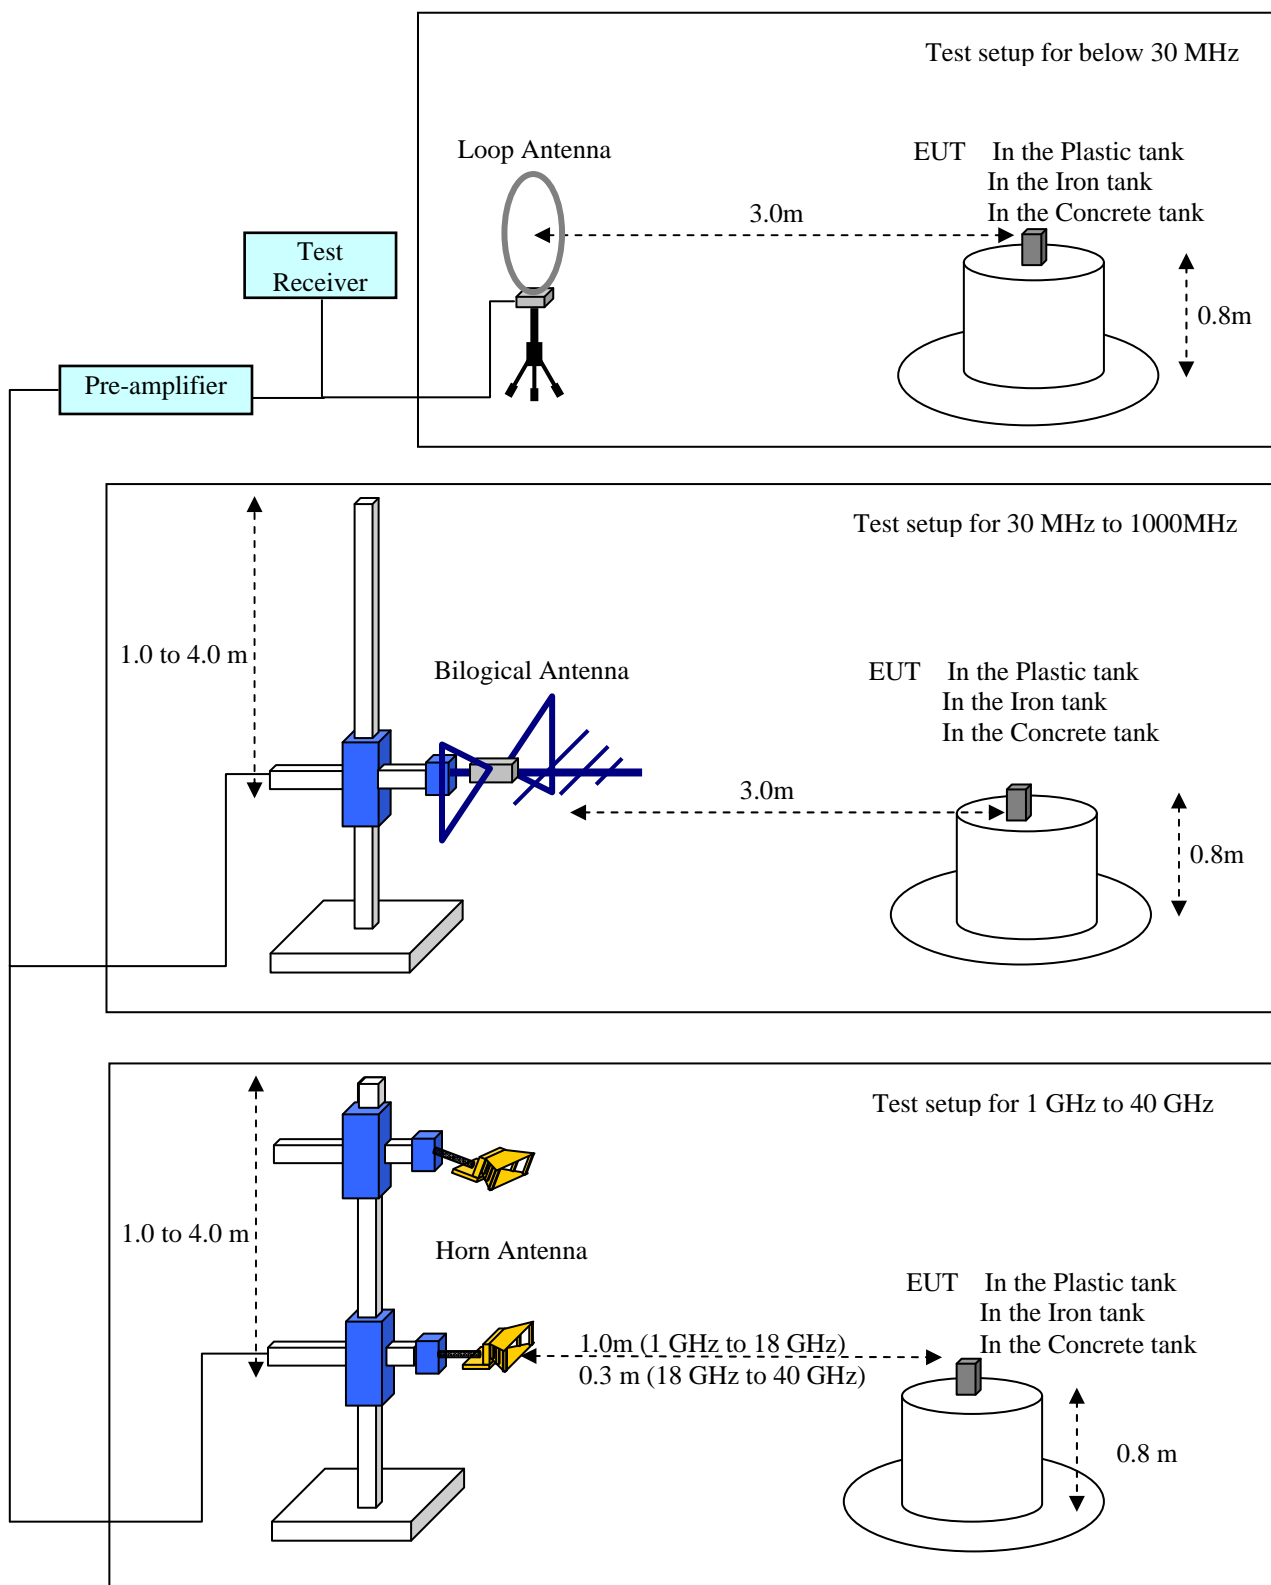 Test setup for below 30 MHz
Loop Antenna
EUT In the Plastic tank
In the Iron tank
In the Concrete tank
3.0m
Test
Receiver
0.8m
Pre-amplifier
Test setup for 30 MHz to 1000MHz
1.0 to 4.0 m
Bilogical Antenna
EUT In the Plastic tank
In the Iron tank
In the Concrete tank
3.0m
0.8m
Test setup for 1 GHz to 40 GHz
1.0 to 4.0 m
Horn Antenna
EUT In the Plastic tank
In the Iron tank
In the Concrete tank
1.0m (1 GHz to 18 GHz)
0.3 m (18 GHz to 40 GHz)
0.8 m